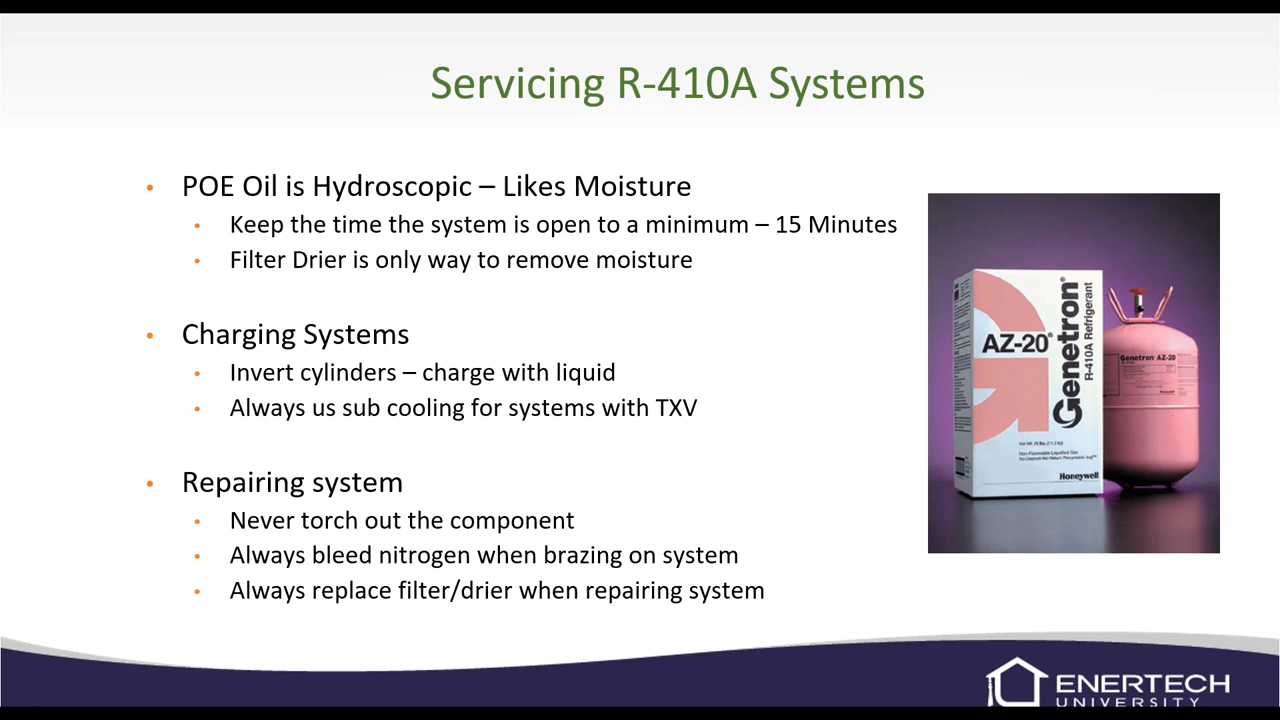 Servicing R-410A Systems
• POE Oil is Hydroscopic – Likes Moisture
• Keep the time the system is open to a minimum – 15 Minutes
• Filter Drier is only way to remove moisture
• Charging Systems
• Invert cylinders – charge with liquid
• Always us sub cooling for systems with TXV
• Repairing system
• Never torch out the component
• Always bleed nitrogen when brazing on system
• Always replace filter/drier when repairing system
AZ-20®
Genetron®
R-410A Refrigerant
Honeywell
Genetron AZ-20
ENERTECH
UNIVERSITY